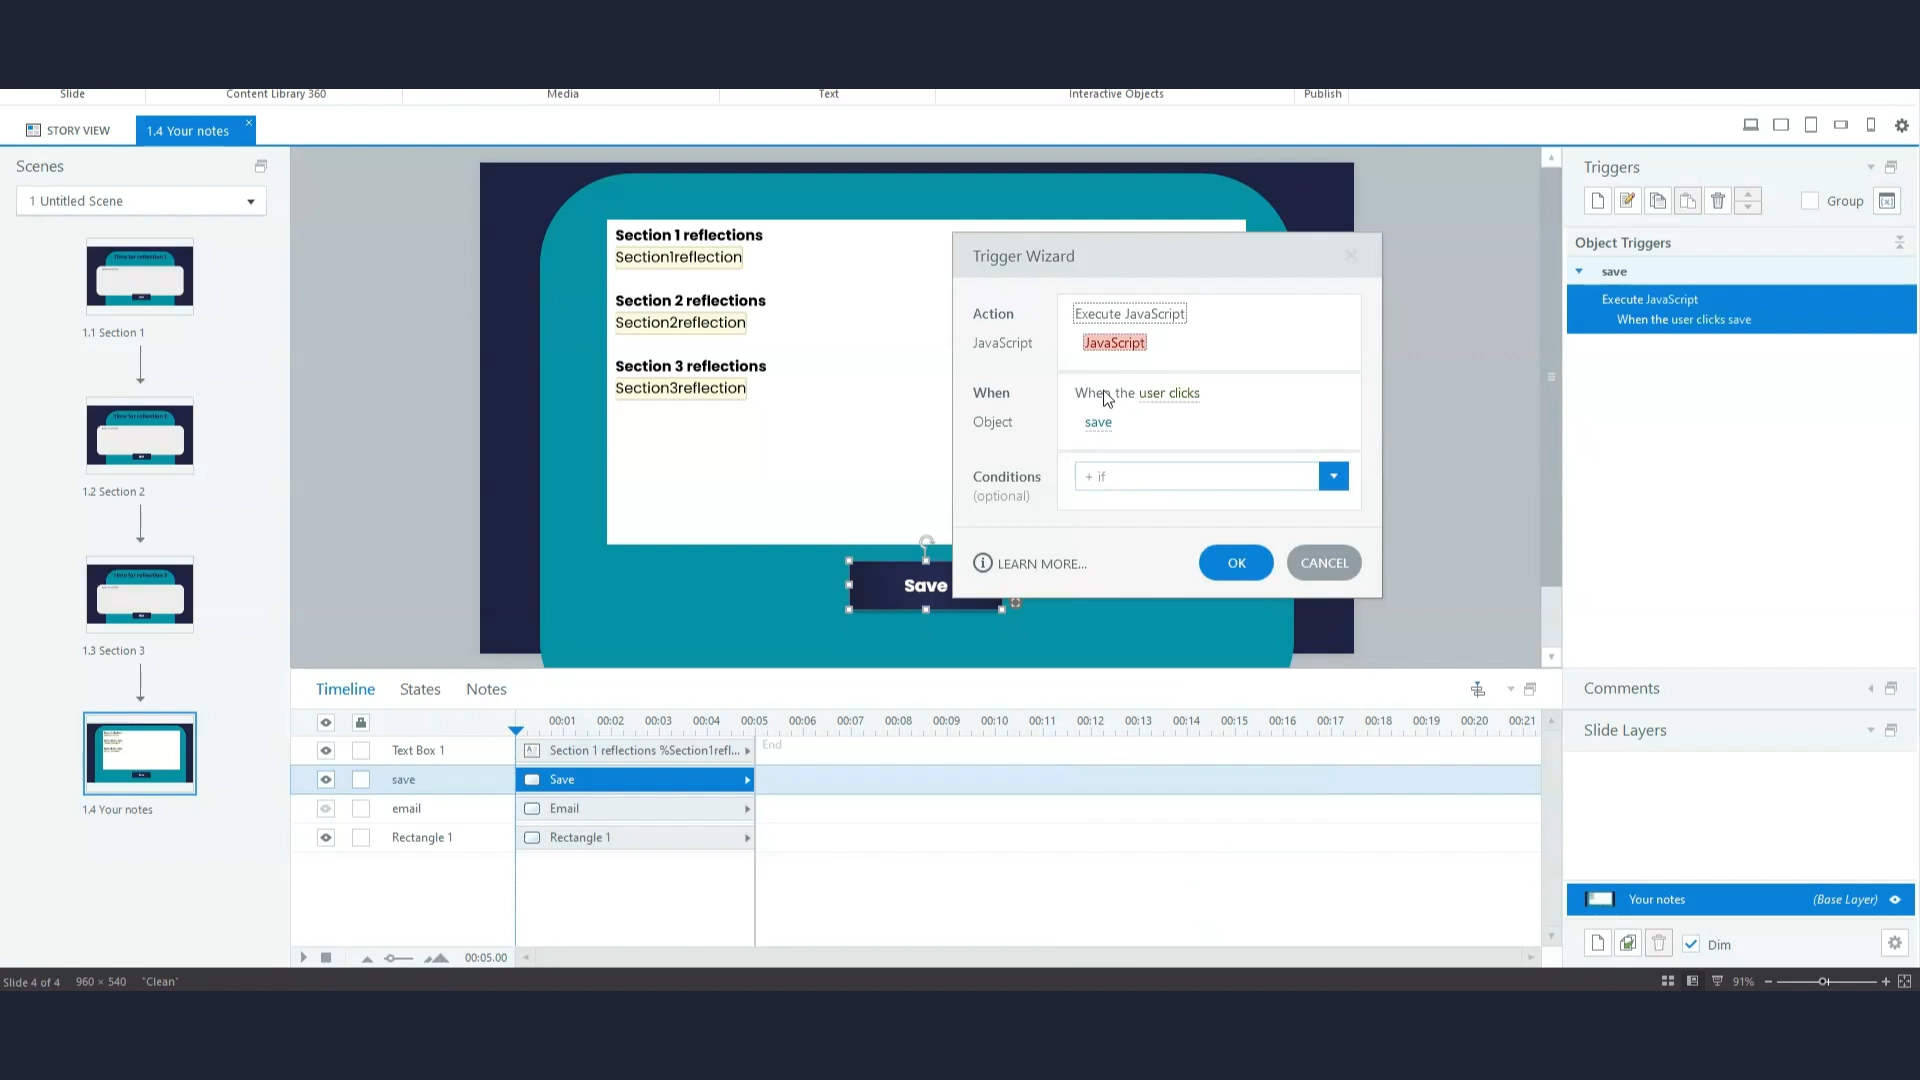 Slide
Content Library 360
Media
Text
Interactive Objects
Publish
STORY VIEW
1.4 Your notes
Scenes
1 Untitled Scene
1.1 Section 1
1.2 Section 2
1.3 Section 3
1.4 Your notes
Section 1 reflections
Section1reflection
Section 2 reflections
Section2reflection
Section 3 reflections
Section3reflection
Save
Trigger Wizard
Action
Execute JavaScript
JavaScript
JavaScript
When
When the user clicks
Object
save
Conditions
(optional)
+ if
LEARN MORE...
OK
CANCEL
Triggers
Group
Object Triggers
save
Execute JavaScript
When the user clicks save
Timeline
States
Notes
00:01 00:02 00:03 00:04 00:05 00:06 00:07 00:08 00:09 00:10 00:11 00:12 00:13 00:14 00:15 00:16 00:17 00:18 00:19 00:20 00:21
Text Box 1
Section 1 reflections %Section1refl...
End
save
Save
email
Email
Rectangle 1
Rectangle 1
00:05.00
Comments
Slide Layers
Your notes
(Base Layer)
Dim
Slide 4 of 4
960 × 540
"Clean"
91%